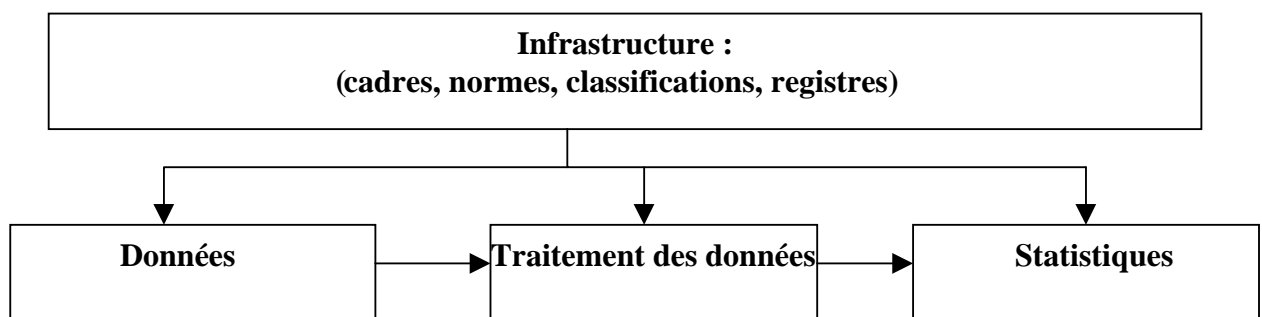 Infrastructure :
(cadres, normes, classifications, registres)
Données
Traitement des données
Statistiques